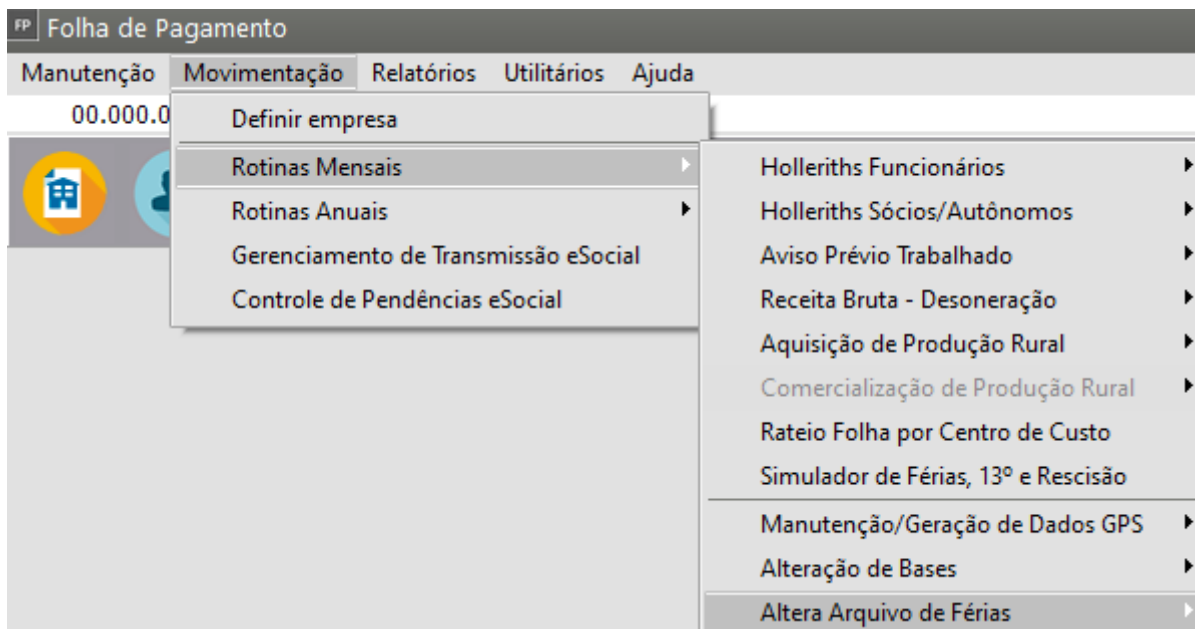 FP Folha de Pagamento
Manutenção Movimentação Relatórios Utilitários Ajuda
00.000.0
Definir empresa
Rotinas Mensais
Rotinas Anuais
Gerenciamento de Transmissão eSocial
Controle de Pendências eSocial
Holleriths Funcionários
Holleriths Sócios/Autônomos
Aviso Prévio Trabalhado
Receita Bruta - Desoneração
Aquisição de Produção Rural
Comercialização de Produção Rural
Rateio Folha por Centro de Custo
Simulador de Férias, 13º e Rescisão
Manutenção/Geração de Dados GPS
Alteração de Bases
Altera Arquivo de Férias